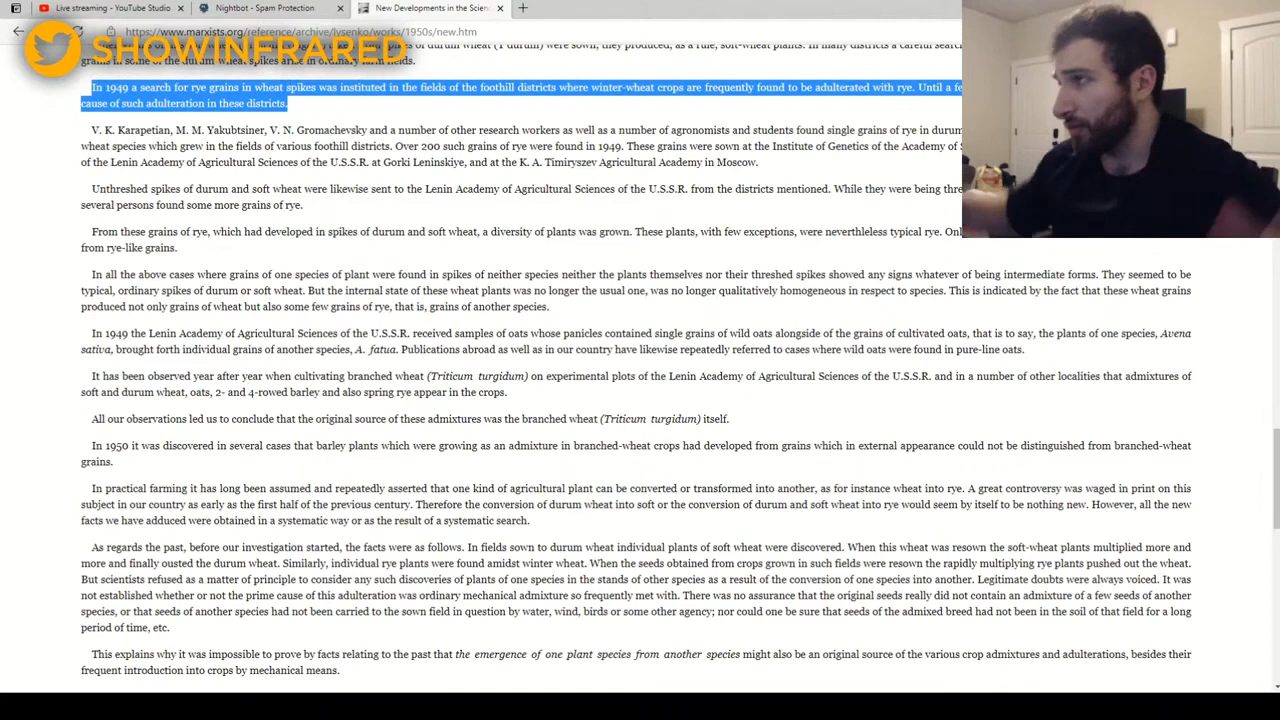 Live streaming - YouTube Studio
Nightbot - Spam Protection
New Developments in the Scien
https://www.marxists.org/reference/archive/lysenko/works/1950s/new.htm
SHOWINFRARED
grains in some of the durum wheat spikes arise in ordinary farm fields.
In 1949 a search for rye grains in wheat spikes was instituted in the fields of the foothill districts where winter-wheat crops are frequently found to be adulterated with rye. Until a fe
cause of such adulteration in these districts.
V. K. Karapetian, M. M. Yakubtsiner, V. N. Gromachevsky and a number of other research workers as well as a number of agronomists and students found single grains of rye in durum
wheat species which grew in the fields of various foothill districts. Over 200 such grains of rye were found in 1949. These grains were sown at the Institute of Genetics of the Academy of S
of the Lenin Academy of Agricultural Sciences of the U.S.S.R. at Gorki Leninskiye, and at the K. A. Timiryszev Agricultural Academy in Moscow.
Unthreshed spikes of durum and soft wheat were likewise sent to the Lenin Academy of Agricultural Sciences of the U.S.S.R. from the districts mentioned. While they were being thre
several persons found some more grains of rye.
From these grains of rye, which had developed in spikes of durum and soft wheat, a diversity of plants was grown. These plants, with few exceptions, were nevertheless typical rye. Onl
from rye-like grains.
In all the above cases where grains of one species of plant were found in spikes of neither species neither the plants themselves nor their threshed spikes showed any signs whatever of being intermediate forms. They seemed to be
typical, ordinary spikes of durum or soft wheat. But the internal state of these wheat plants was no longer the usual one, was no longer qualitatively homogeneous in respect to species. This is indicated by the fact that these wheat grains
produced not only grains of wheat but also some few grains of rye, that is, grains of another species.
In 1949 the Lenin Academy of Agricultural Sciences of the U.S.S.R. received samples of oats whose panicles contained single grains of wild oats alongside of the grains of cultivated oats, that is to say, the plants of one species, Avena
sativa, brought forth individual grains of another species, A. fatua. Publications abroad as well as in our country have likewise repeatedly referred to cases where wild oats were found in pure-line oats.
It has been observed year after year when cultivating branched wheat (Triticum turgidum) on experimental plots of the Lenin Academy of Agricultural Sciences of the U.S.S.R. and in a number of other localities that admixtures of
soft and durum wheat, oats, 2- and 4-rowed barley and also spring rye appear in the crops.
All our observations led us to conclude that the original source of these admixtures was the branched wheat (Triticum turgidum) itself.
In 1950 it was discovered in several cases that barley plants which were growing as an admixture in branched-wheat crops had developed from grains which in external appearance could not be distinguished from branched-wheat
grains.
In practical farming it has long been assumed and repeatedly asserted that one kind of agricultural plant can be converted or transformed into another, as for instance wheat into rye. A great controversy was waged in print on this
subject in our country as early as the first half of the previous century. Therefore the conversion of durum wheat into soft or the conversion of durum and soft wheat into rye would seem by itself to be nothing new. However, all the new
facts we have adduced were obtained in a systematic way or as the result of a systematic search.
As regards the past, before our investigation started, the facts were as follows. In fields sown to durum wheat individual plants of soft wheat were discovered. When this wheat was resown the soft-wheat plants multiplied more and
more and finally ousted the durum wheat. Similarly, individual rye plants were found amidst winter wheat. When the seeds obtained from crops grown in such fields were resown the rapidly multiplying rye plants pushed out the wheat.
But scientists refused as a matter of principle to consider any such discoveries of plants of one species in the stands of other species as a result of the conversion of one species into another. Legitimate doubts were always voiced. It was
not established whether or not the prime cause of this adulteration was ordinary mechanical admixture so frequently met with. There was no assurance that the original seeds really did not contain an admixture of a few seeds of another
species, or that seeds of another species had not been carried to the sown field in question by water, wind, birds or some other agency; nor could one be sure that seeds of the admixed breed had not been in the soil of that field for a long
period of time, etc.
This explains why it was impossible to prove by facts relating to the past that the emergence of one plant species from another species might also be an original source of the various crop admixtures and adulterations, besides their
frequent introduction into crops by mechanical means.